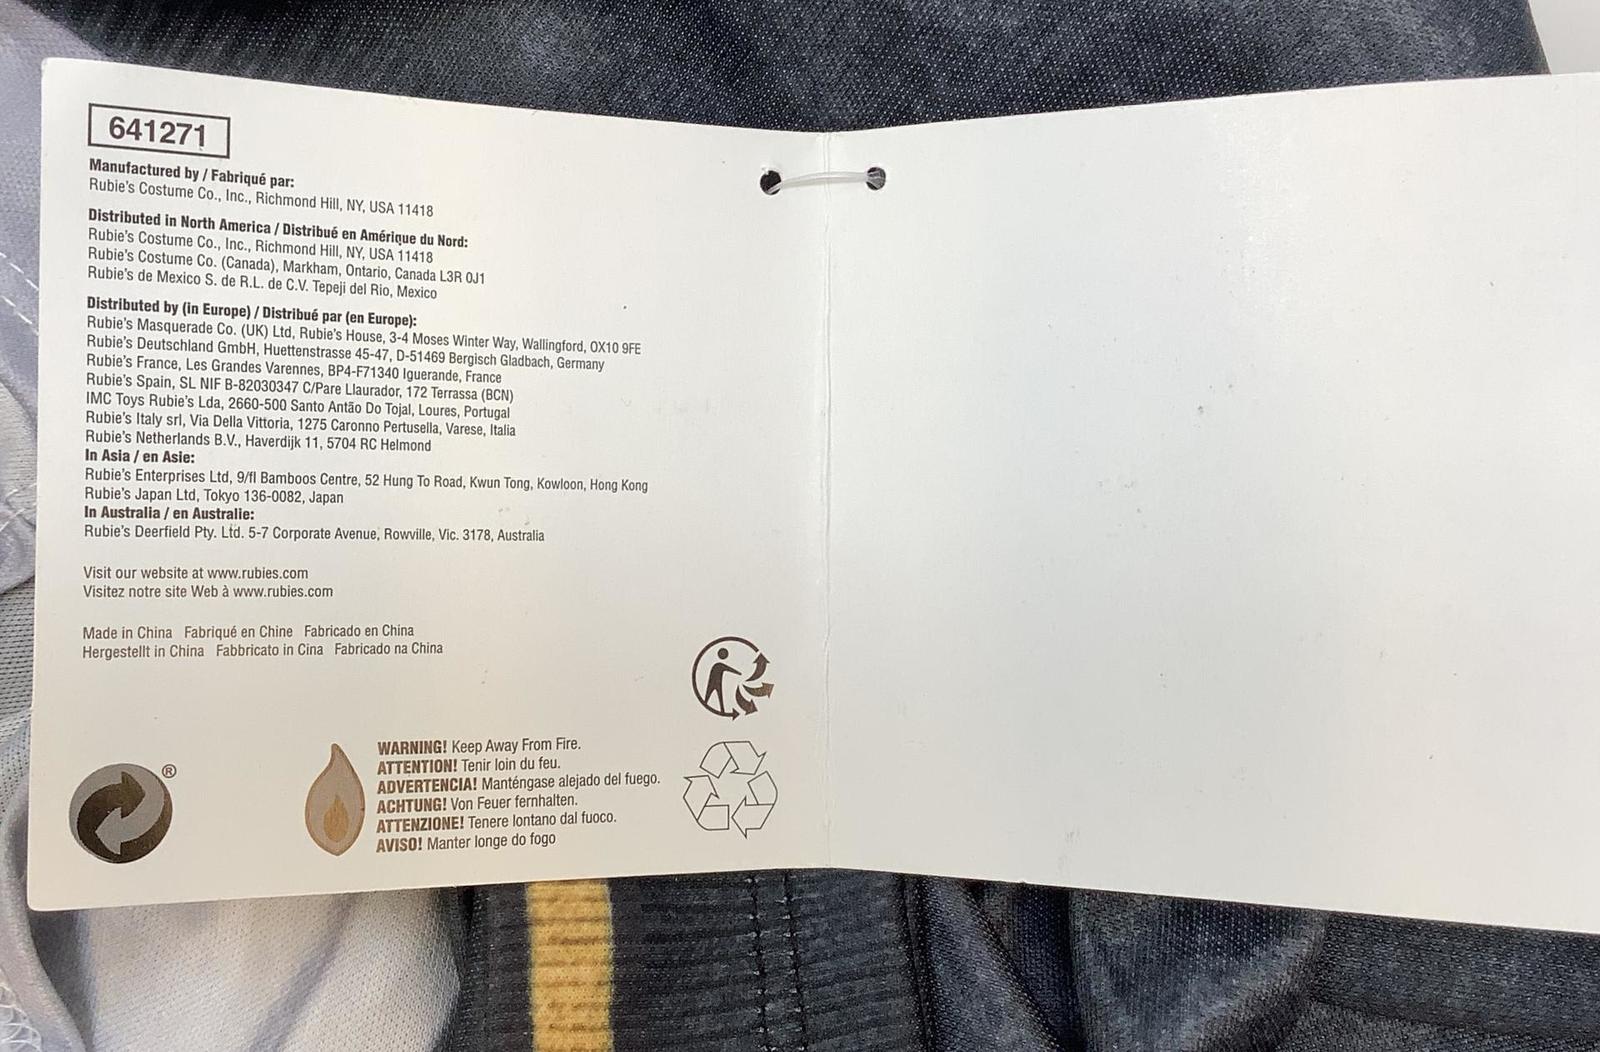 641271
Manufactured by / Fabriqué par:
Rubie's Costume Co., Inc., Richmond Hill, NY, USA 11418
Distributed in North America / Distribué en Amérique du Nord:
Rubie's Costume Co., Inc., Richmond Hill, NY, USA 11418
Rubie's Costume Co. (Canada), Markham, Ontario, Canada L3R 0J1
Rubie's de Mexico S. de R.L. de C.V. Tepeji del Rio, Mexico
Distributed by (in Europe) / Distribué par (en Europe):
Rubie's Masquerade Co. (UK) Ltd, Rubie's House, 3-4 Moses Winter Way, Wallingford, OX10 9FE
Rubie's Deutschland GmbH, Huettenstrasse 45-47, D-51469 Bergisch Gladbach, Germany
Rubie's France, Les Grandes Varennes, BP4-F71340 Iguerande, France
Rubie's Spain, SL NIF B-82030347 C/Pare Llaurador, 172 Terrassa (BCN)
IMC Toys Rubie's Lda, 2660-500 Santo Antão Do Tojal, Loures, Portugal
Rubie's Italy srl, Via Della Vittoria, 1275 Caronno Pertusella, Varese, Italia
Rubie's Netherlands B.V., Haverdijk 11, 5704 RC Helmond
In Asia / en Asie:
Rubie's Enterprises Ltd, 9/fl Bamboos Centre, 52 Hung To Road, Kwun Tong, Kowloon, Hong Kong
Rubie's Japan Ltd, Tokyo 136-0082, Japan
In Australia / en Australie:
Rubie's Deerfield Pty. Ltd. 5-7 Corporate Avenue, Rowville, Vic. 3178, Australia
Visit our website at www.rubies.com
Visitez notre site Web à www.rubies.com
Made in China Fabriqué en Chine Fabricado en China
Hergestellt in China Fabbricato in Cina Fabricado na China
®
WARNING! Keep Away From Fire.
ATTENTION! Tenir loin du feu.
ADVERTENCIA! Manténgase alejado del fuego.
ACHTUNG! Von Feuer fernhalten.
ATTENZIONE! Tenere lontano dal fuoco.
AVISO! Manter longe do fogo